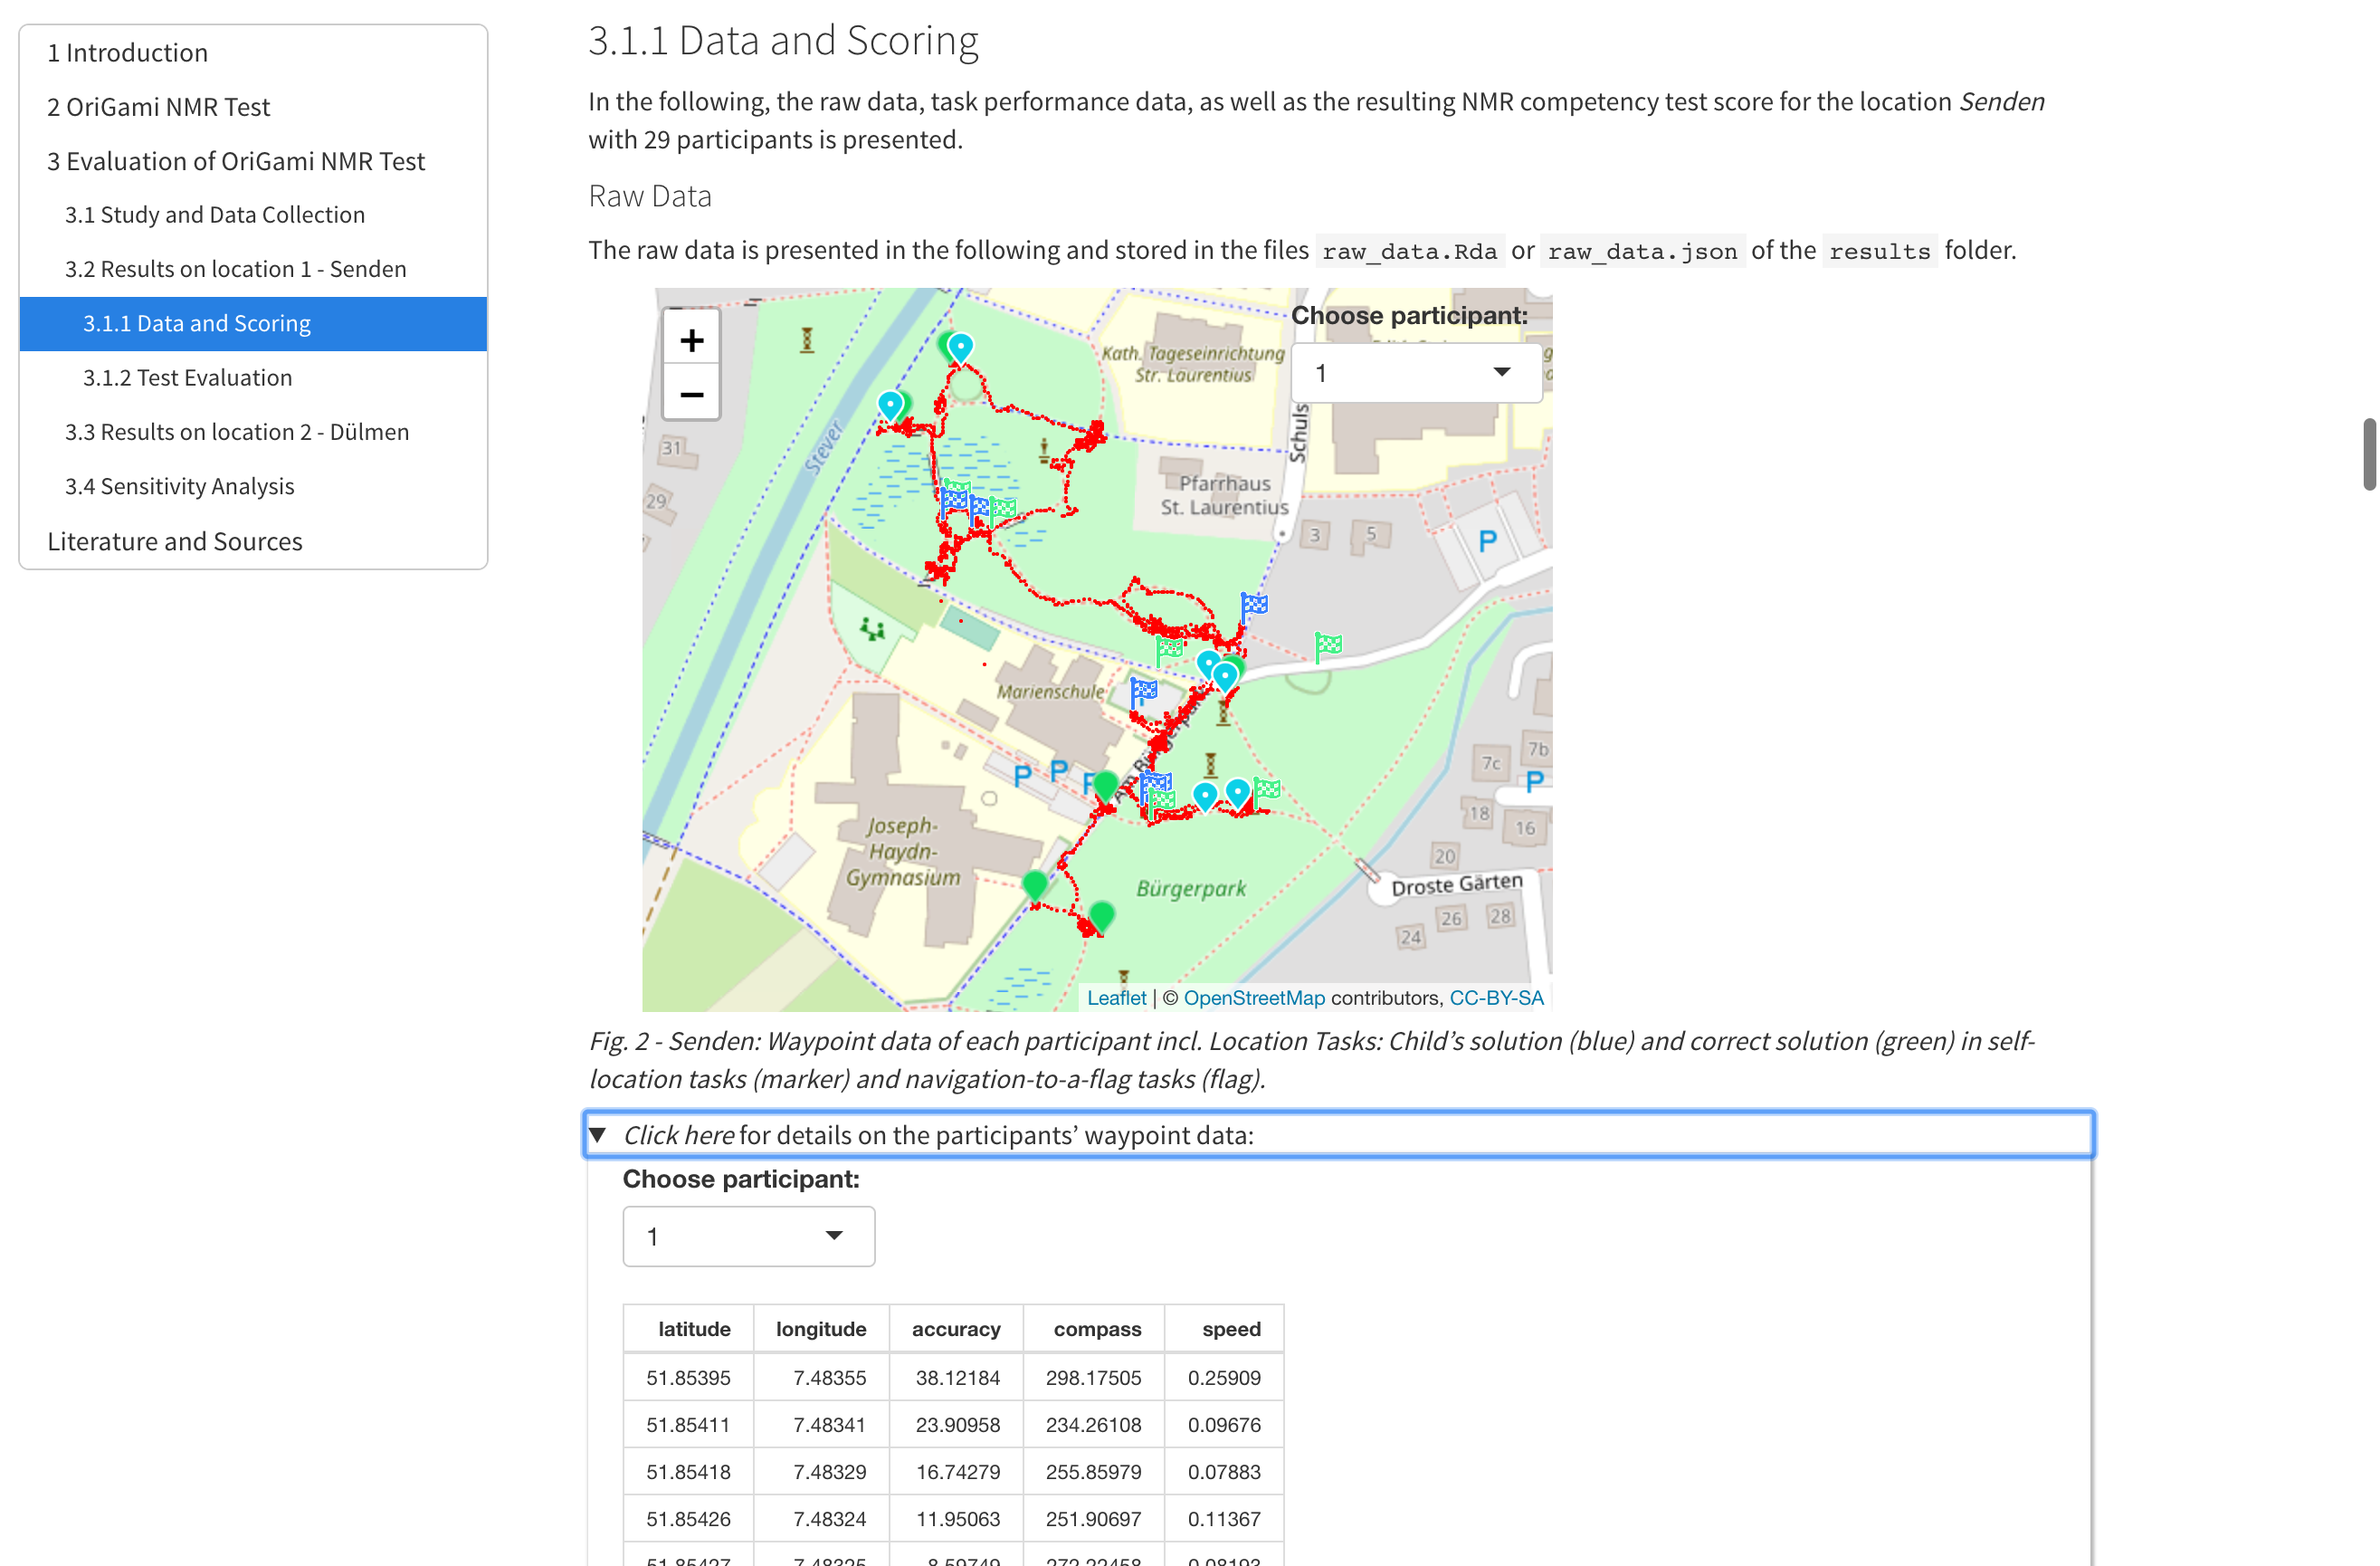 1 Introduction
2 OriGami NMR Test
3 Evaluation of OriGami NMR Test
3.1 Study and Data Collection
3.2 Results on location 1 - Senden
3.1.1 Data and Scoring
3.1.2 Test Evaluation
3.3 Results on location 2 - Dülmen
3.4 Sensitivity Analysis
Literature and Sources
3.1.1 Data and Scoring
In the following, the raw data, task performance data, as well as the resulting NMR competency test score for the location Senden
with 29 participants is presented.
Raw Data
The raw data is presented in the following and stored in the files raw_data.Rda or raw_data.json of the results folder.
+
−
Choose participant:
1
Kath. Tageseinrichtung
Str. Laurentius
Schuls
Stever
31
29
Pfarrhaus
St. Laurentius
3
5
P
Marienschule
P
P
7b
7c
P
18
16
Joseph-
Haydn-
Gymnasium
20
Bürgerpark
Droste Gärten
26
28
24
Leaflet | © OpenStreetMap contributors, CC-BY-SA
Fig. 2 - Senden: Waypoint data of each participant incl. Location Tasks: Child’s solution (blue) and correct solution (green) in self-
location tasks (marker) and navigation-to-a-flag tasks (flag).
Click here for details on the participants’ waypoint data:
Choose participant:
1
latitude longitude accuracy compass speed
51.85395 7.48355 38.12184 298.17505 0.25909
51.85411 7.48341 23.90958 234.26108 0.09676
51.85418 7.48329 16.74279 255.85979 0.07883
51.85426 7.48324 11.95063 251.90697 0.11367